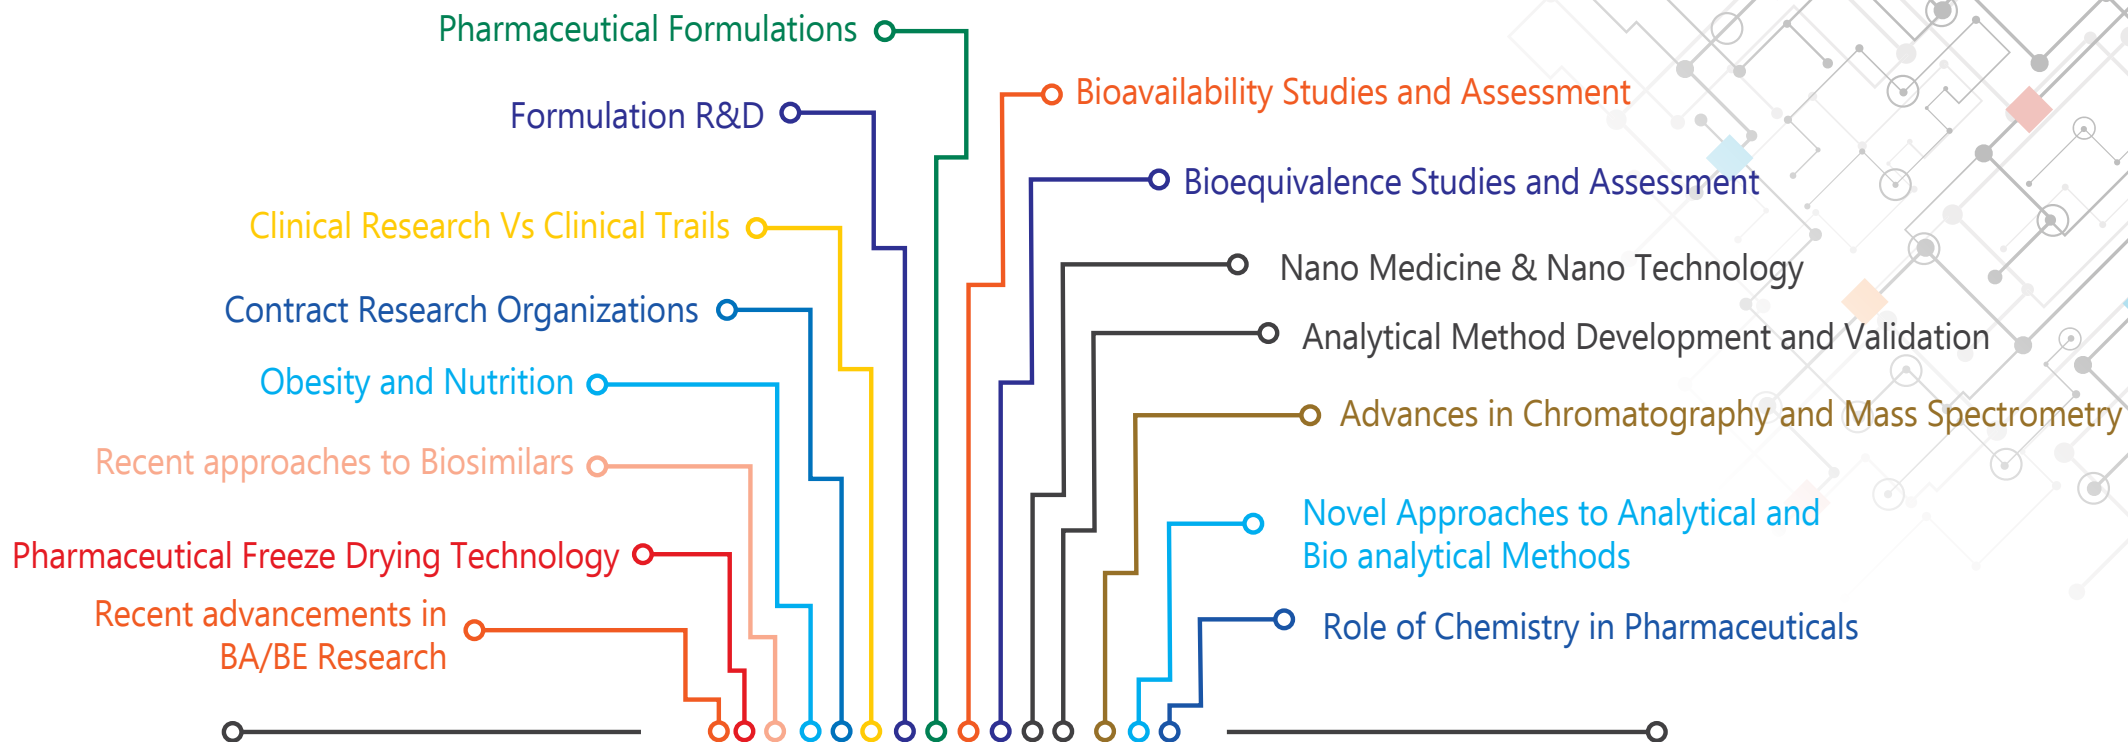 Pharmaceutical Formulations
Formulation R&D
Clinical Research Vs Clinical Trails
Contract Research Organizations
Obesity and Nutrition
Recent approaches to Biosimilars
Pharmaceutical Freeze Drying Technology
Recent advancements in
BA/BE Research
Bioavailability Studies and Assessment
Bioequivalence Studies and Assessment
Nano Medicine & Nano Technology
Analytical Method Development and Validation
Advances in Chromatography and Mass Spectrometry
Novel Approaches to Analytical and
Bio analytical Methods
Role of Chemistry in Pharmaceuticals